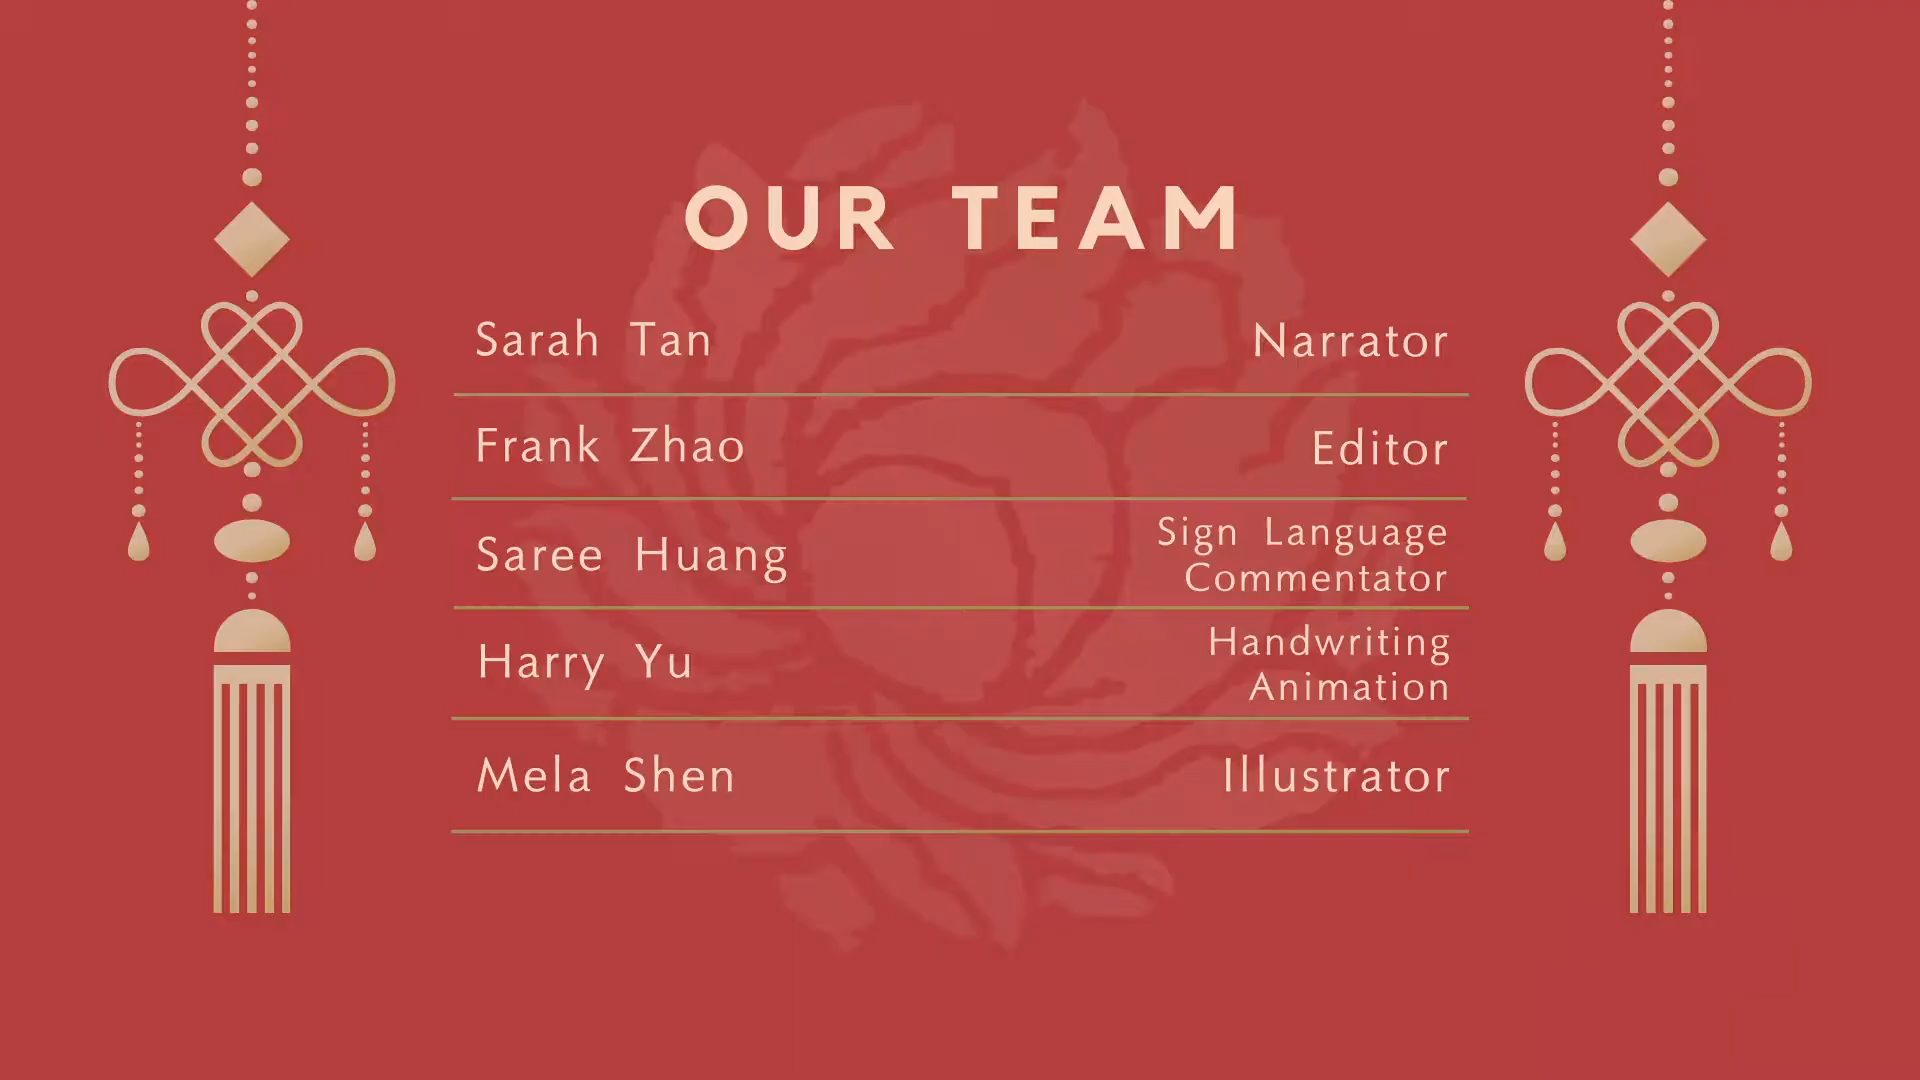 OUR TEAM
Sarah Tan Narrator
Frank Zhao Editor
Saree Huang Sign Language
Commentator
Harry Yu Handwriting
Animation
Mela Shen Illustrator